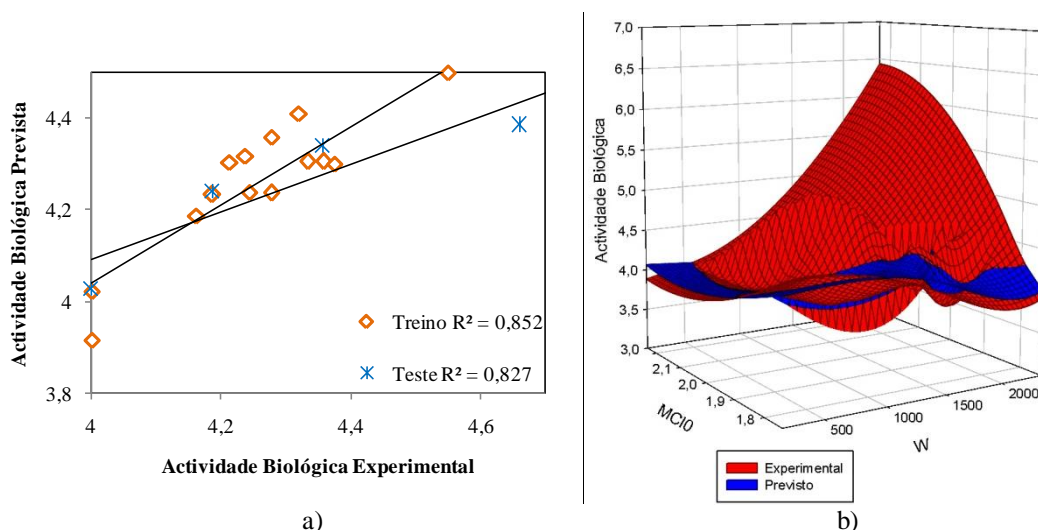 4,4
4,2
4
3,8
Actividade Biológica Prevista
Treino R² = 0,852
Teste R² = 0,827
4
4,2
4,4
4,6
Actividade Biológica Experimental
a)
7,0
6,5
6,0
5,5
5,0
4,5
4,0
3,5
3,0
Actividade Biológica
2,1
2,0
1,9
1,8
MCI0
500
1000
1500
2000
W
Experimental
Previsto
b)